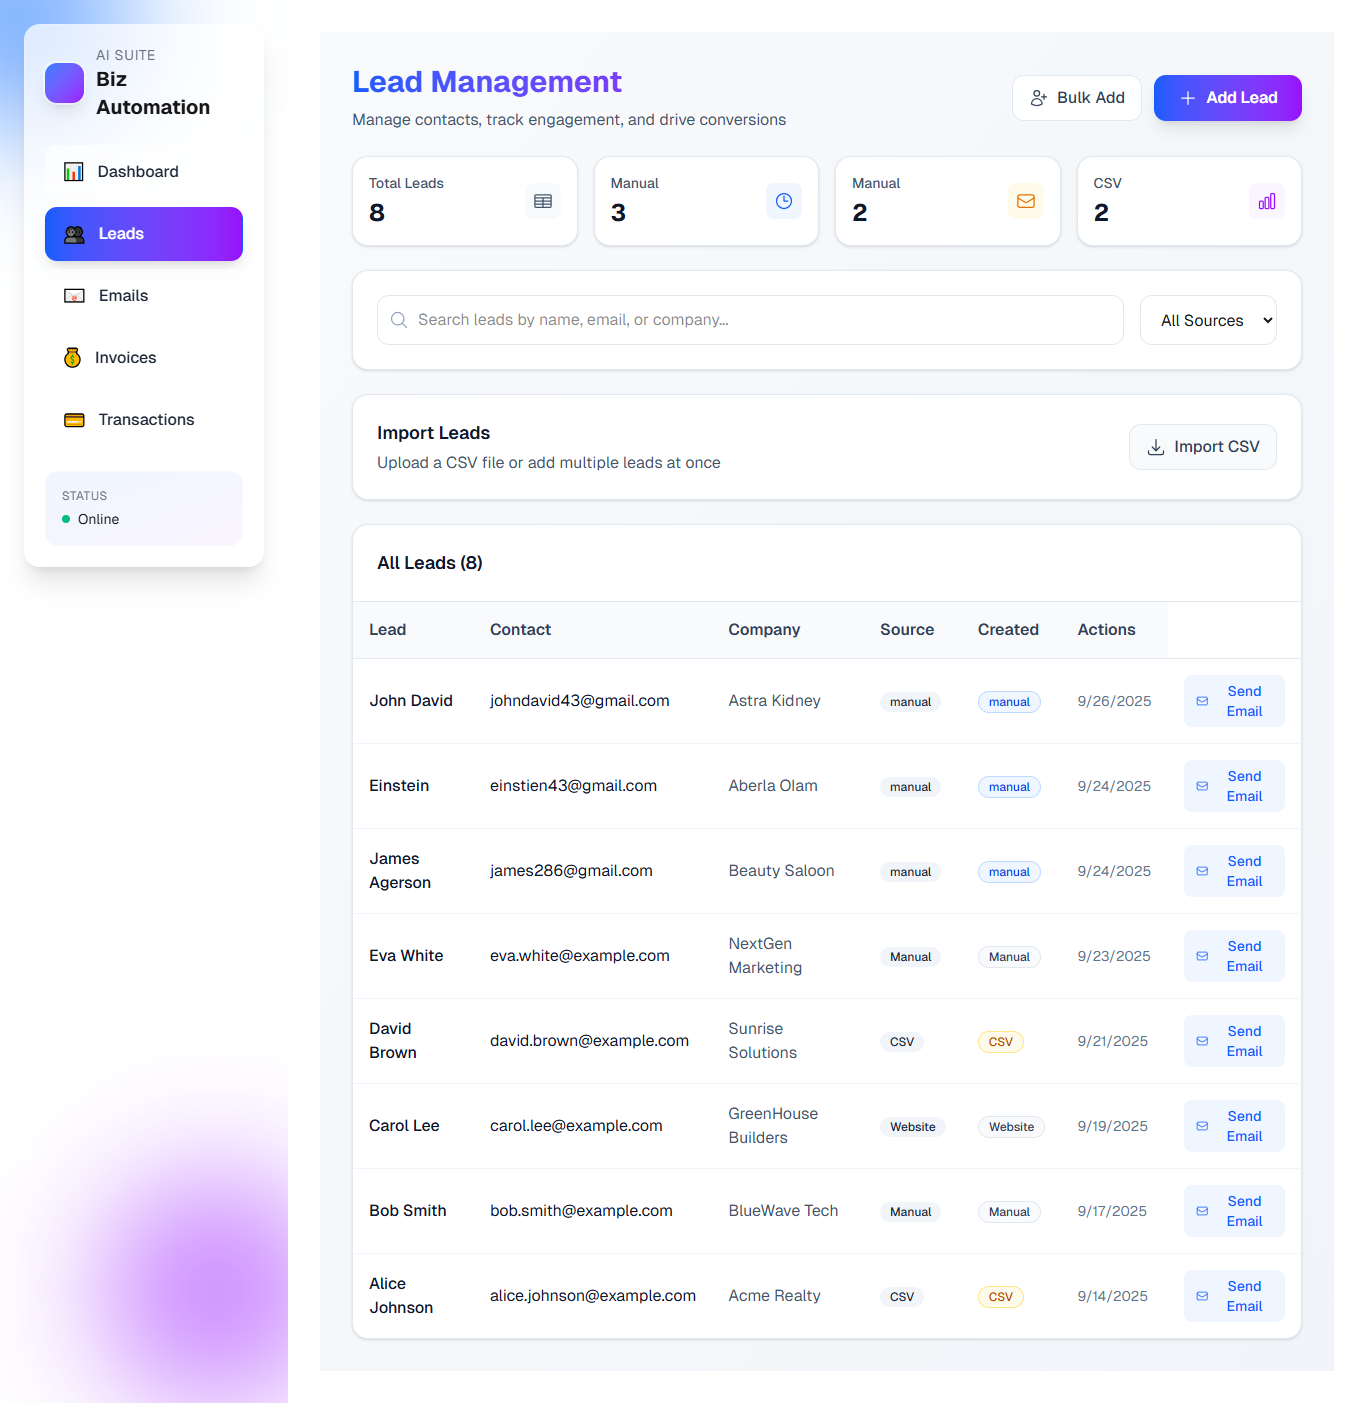 AI SUITE
Biz
Automation
Dashboard
Leads
Emails
Invoices
Transactions
STATUS
Online
Lead Management
Manage contacts, track engagement, and drive conversions
Bulk Add
Add Lead
Total Leads
8
Manual
3
Manual
2
CSV
2
Search leads by name, email, or company...
All Sources
Import Leads
Upload a CSV file or add multiple leads at once
Import CSV
All Leads (8)
Lead Contact Company Source Created Actions
John David johndavid43@gmail.com Astra Kidney manual manual 9/26/2025 Send
Email
Einstein einstien43@gmail.com Aberla Olam manual manual 9/24/2025 Send
Email
James
Agerson james286@gmail.com Beauty Saloon manual manual 9/24/2025 Send
Email
Eva White eva.white@example.com NextGen
Marketing Manual Manual 9/23/2025 Send
Email
David
Brown david.brown@example.com Sunrise
Solutions CSV CSV 9/21/2025 Send
Email
Carol Lee carol.lee@example.com GreenHouse
Builders Website Website 9/19/2025 Send
Email
Bob Smith bob.smith@example.com BlueWave Tech Manual Manual 9/17/2025 Send
Email
Alice
Johnson alice.johnson@example.com Acme Realty CSV CSV 9/14/2025 Send
Email